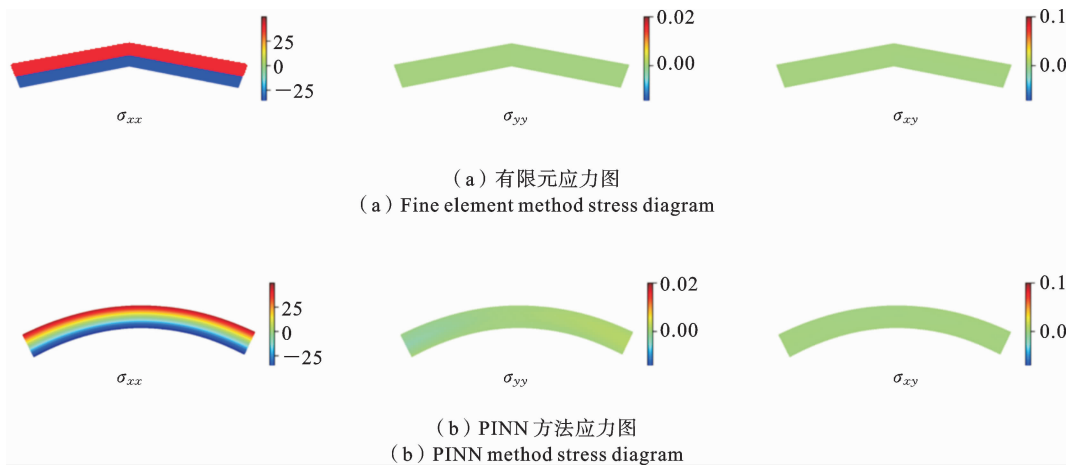 25
0
−25
σxx
0.02
0.00
σyy
0.1
0.0
σxy
（a）有限元应力图
（a）Fine element method stress diagram
25
0
−25
σxx
0.02
0.00
σyy
0.1
0.0
σxy
（b）PINN 方法应力图
（b）PINN method stress diagram